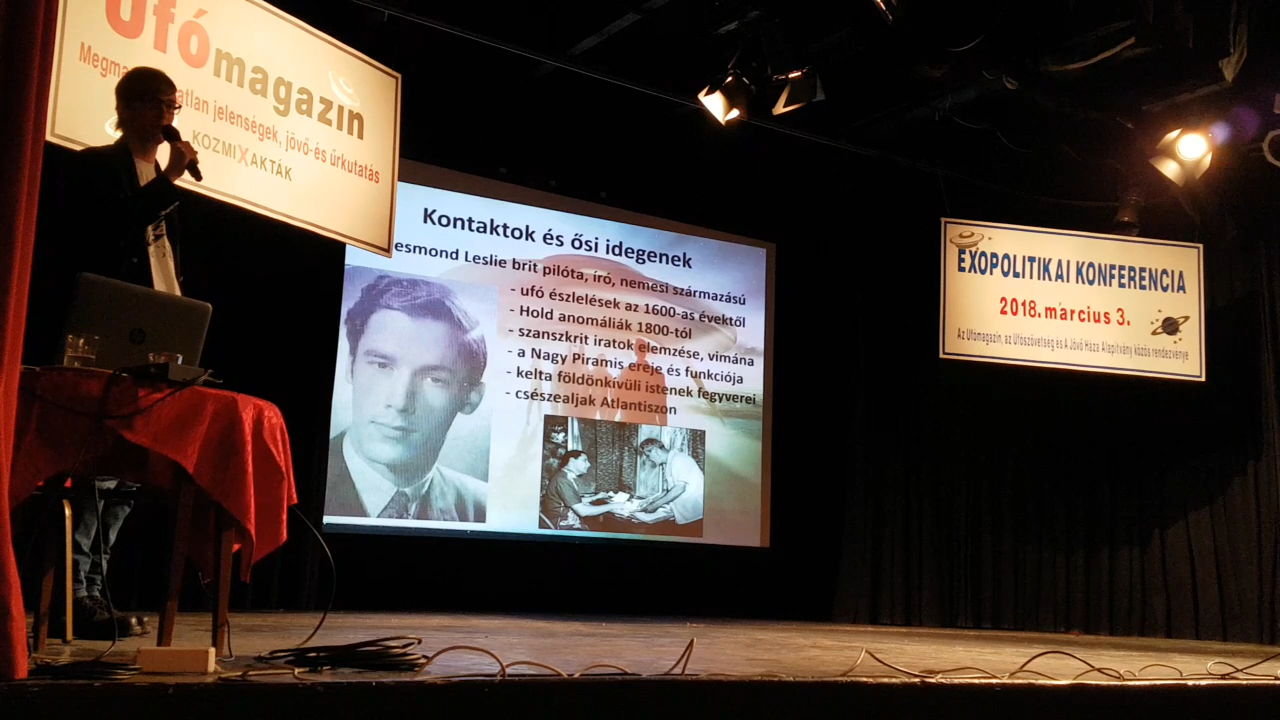 Ufómagazin
jelenségek, jövő-és űrkutatás
KOZMIXAKTÁK
Kontaktok és ősi idegenek
esmond Leslie brit pilóta, író, nemesi származású
- ufó észlelések az 1600-as évektől
- Hold anomáliák 1800-tól
- szanszkrit iratok elemzése, vimána
- a Nagy Piramis ereje és funkciója
- kelta földönkívüli istenek fegyverei
- csészealjak Atlantiszon
EXOPOLITIKAI KONFERENCIA
2018. március 3.
Az Ufómagazin, az Ufószövetség és A Jövő Háza Alapítvány közös rendezvénye
hp